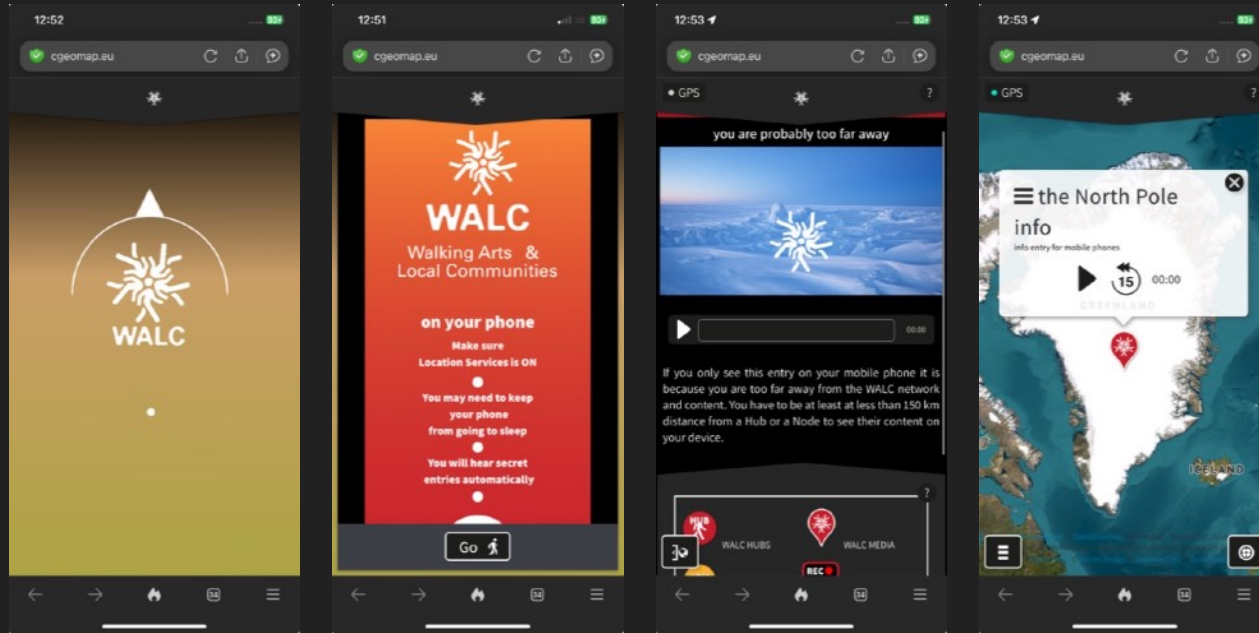 12:52
cgeomap.eu
WALC
12:51
cgeomap.eu
WALC
Walking Arts &
Local Communities
on your phone
Make sure
Location Services is ON
You may need to keep
your phone
from going to sleep
You will hear secret
entries automatically
Go
12:53
cgeomap.eu
GPS
?
you are probably too far away
00:00
If you only see this entry on your mobile phone it is
because you are too far away from the WALC network
and content. You have to be at least at less than 150 km
distance from a Hub or a Node to see their content on
your device.
?
HUB
WALC HUBS
WALC MEDIA
REC
12:53
cgeomap.eu
GPS
?
the North Pole
info
info entry for mobile phones
15
00:00
GREENLAND
ICELAND